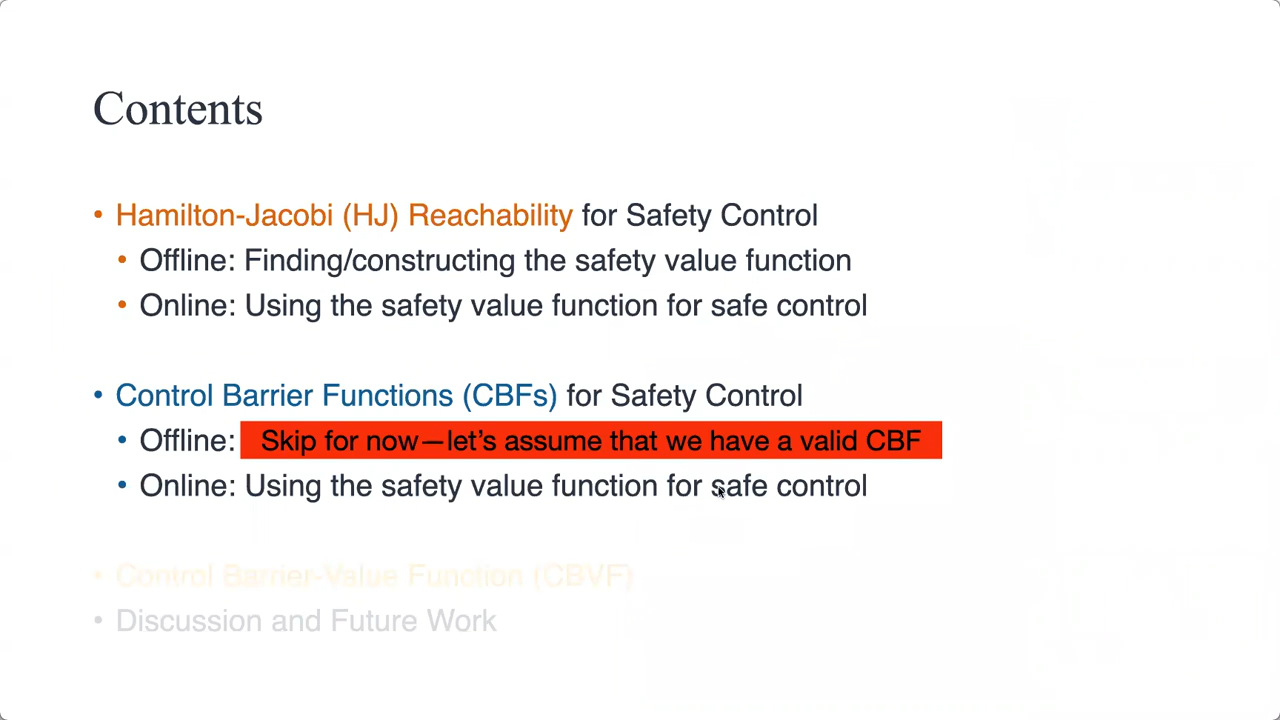 Contents
• Hamilton-Jacobi (HJ) Reachability for Safety Control
• Offline: Finding/constructing the safety value function
• Online: Using the safety value function for safe control
• Control Barrier Functions (CBFs) for Safety Control
• Offline: Skip for now—let's assume that we have a valid CBF
• Online: Using the safety value function for safe control
• Control Barrier-Value Function (CBVF)
• Discussion and Future Work